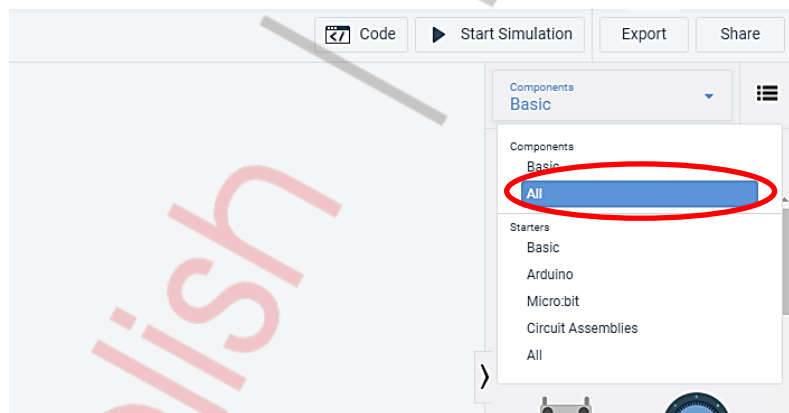 Code
Start Simulation
Export
Share
Components
Basic
Components
Basic
All
Starters
Basic
Arduino
Micro:bit
Circuit Assemblies
All